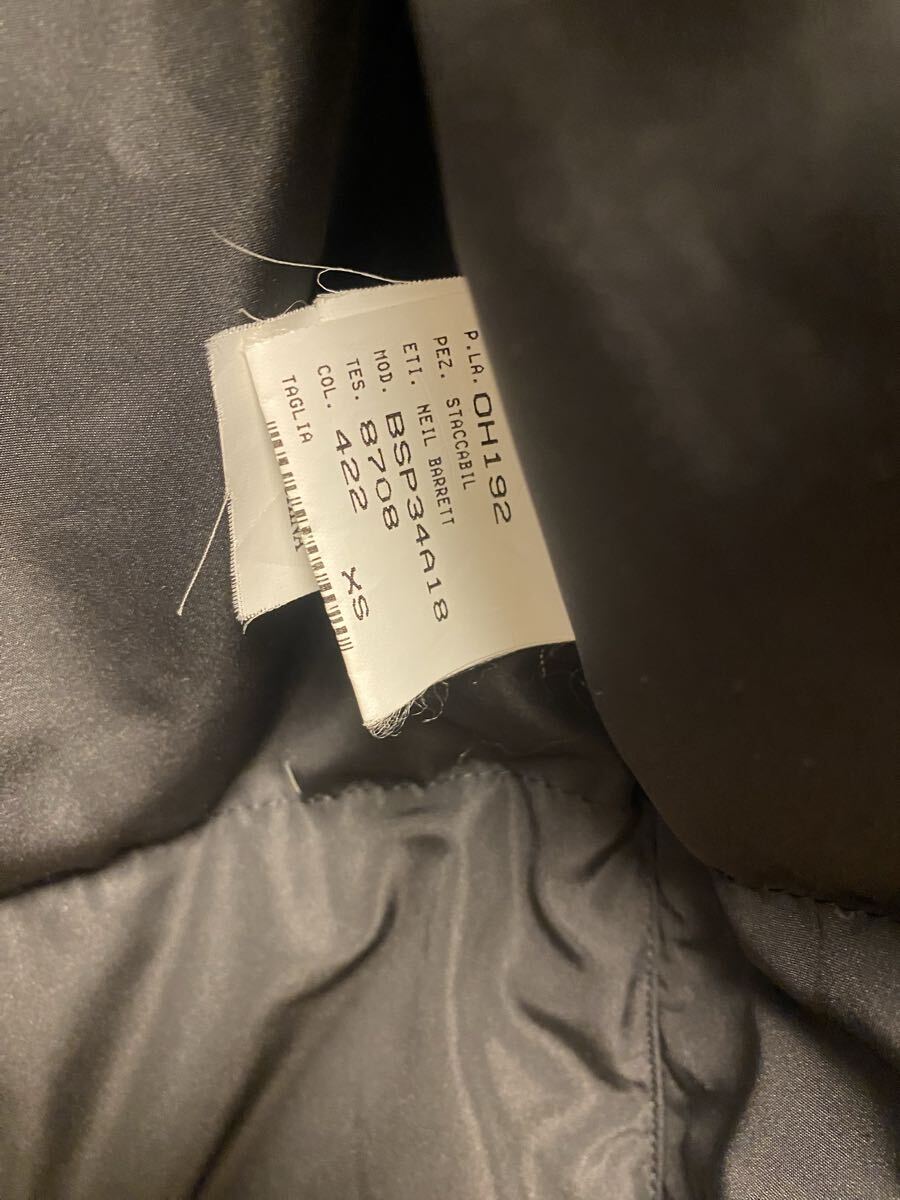 P.LA. OH192
PEZ. STACCABIL
ETI. NEIL BARRETT
MOD. BSP34A18
TES. 8708
COL. 422 XS
TAGLIA